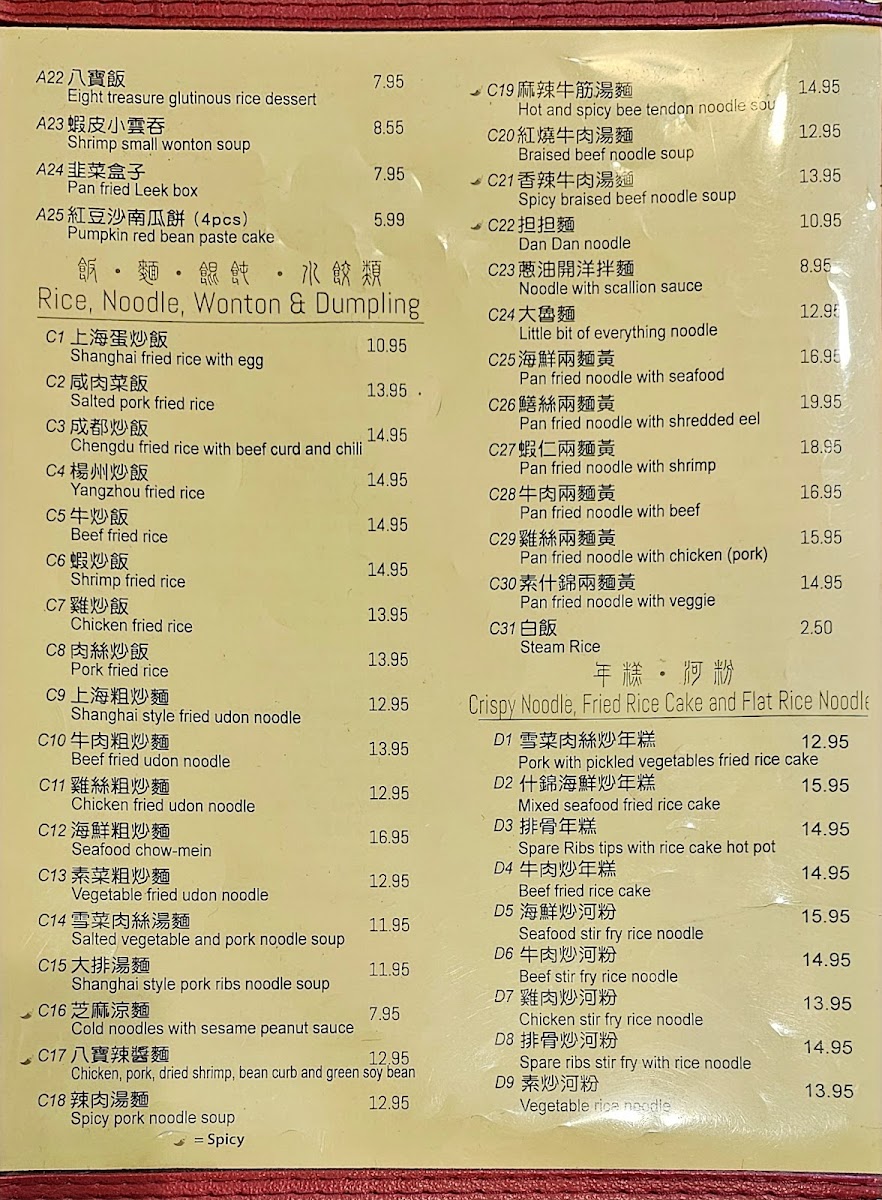 A22 八寶飯 7.95
Eight treasure glutinous rice dessert
A23 蝦皮小雲吞 8.55
Shrimp small wonton soup
A24 韭菜盒子 7.95
Pan fried Leek box
A25 紅豆沙南瓜餅 (4pcs) 5.99
Pumpkin red bean paste cake
飯・麵・餛飩・水餃類
Rice, Noodle, Wonton & Dumpling
C1 上海蛋炒飯 10.95
Shanghai fried rice with egg
C2 咸肉菜飯 13.95
Salted pork fried rice
C3 成都炒飯 14.95
Chengdu fried rice with beef curd and chili
C4 楊州炒飯 14.95
Yangzhou fried rice
C5 牛炒飯 14.95
Beef fried rice
C6 蝦炒飯 14.95
Shrimp fried rice
C7 雞炒飯 13.95
Chicken fried rice
C8 肉絲炒飯 13.95
Pork fried rice
C9 上海粗炒麵 12.95
Shanghai style fried udon noodle
C10 牛肉粗炒麵 13.95
Beef fried udon noodle
C11 雞絲粗炒麵 12.95
Chicken fried udon noodle
C12 海鮮粗炒麵 16.95
Seafood chow-mein
C13 素菜粗炒麵 12.95
Vegetable fried udon noodle
C14 雪菜肉絲湯麵 11.95
Salted vegetable and pork noodle soup
C15 大排湯麵 11.95
Shanghai style pork ribs noodle soup
C16 芝麻涼麵 7.95
Cold noodles with sesame peanut sauce
C17 八寶辣醬麵 12.95
Chicken, pork, dried shrimp, bean curb and green soy bean
C18 辣肉湯麵 12.95
Spicy pork noodle soup
= Spicy
C19 麻辣牛筋湯麵 14.95
Hot and spicy bee tendon noodle sou
C20 紅燒牛肉湯麵 12.95
Braised beef noodle soup
C21 香辣牛肉湯麵 13.95
Spicy braised beef noodle soup
C22 担担麵 10.95
Dan Dan noodle
C23 蔥油開洋拌麵 8.95
Noodle with scallion sauce
C24 大魯麵 12.95
Little bit of everything noodle
C25 海鮮兩麵黃 16.95
Pan fried noodle with seafood
C26 鱔絲兩麵黃 19.95
Pan fried noodle with shredded eel
C27 蝦仁兩麵黃 18.95
Pan fried noodle with shrimp
C28 牛肉兩麵黃 16.95
Pan fried noodle with beef
C29 雞絲兩麵黃 15.95
Pan fried noodle with chicken (pork)
C30 素什錦兩麵黃 14.95
Pan fried noodle with veggie
C31 白飯 2.50
Steam Rice
年糕・河粉
Crispy Noodle, Fried Rice Cake and Flat Rice Noodle
D1 雪菜肉絲炒年糕 12.95
Pork with pickled vegetables fried rice cake
D2 什錦海鮮炒年糕 15.95
Mixed seafood fried rice cake
D3 排骨年糕 14.95
Spare Ribs tips with rice cake hot pot
D4 牛肉炒年糕 14.95
Beef fried rice cake
D5 海鮮炒河粉 15.95
Seafood stir fry rice noodle
D6 牛肉炒河粉 14.95
Beef stir fry rice noodle
D7 雞肉炒河粉 13.95
Chicken stir fry rice noodle
D8 排骨炒河粉 14.95
Spare ribs stir fry with rice noodle
D9 素炒河粉 13.95
Vegetable rice noodle